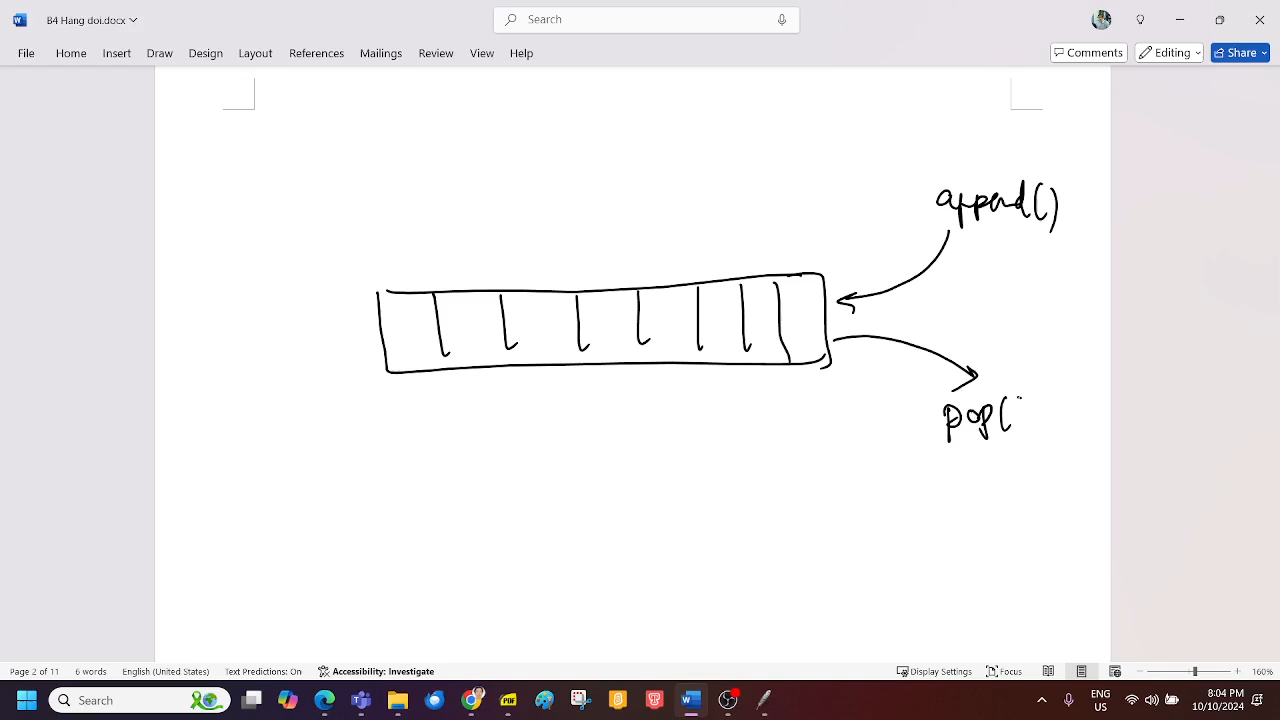 B4 Hang doi.docx
Search
File Home Insert Draw Design Layout References Mailings Review View Help
Comments Editing Share
append()
pop(
Page 2 of 11 6 words English (United States) Text Predictions: On Accessibility: Investigate Display Settings Focus 160%
Search PDF ENG US 8:04 PM 10/10/2024